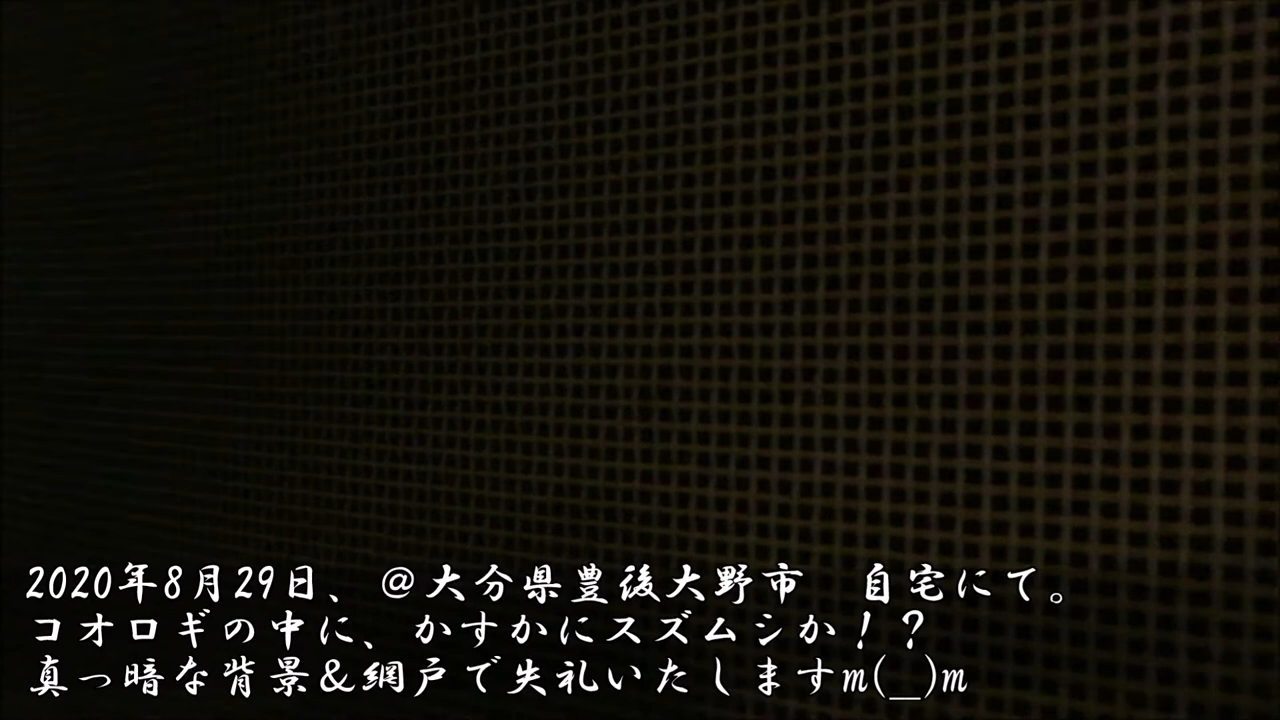 2020年8月29日、＠大分県豊後大野市　自宅にて。
コオロギの中に、かすかにスズムシか！？
真っ暗な背景＆網戸で失礼いたしますm(_)m